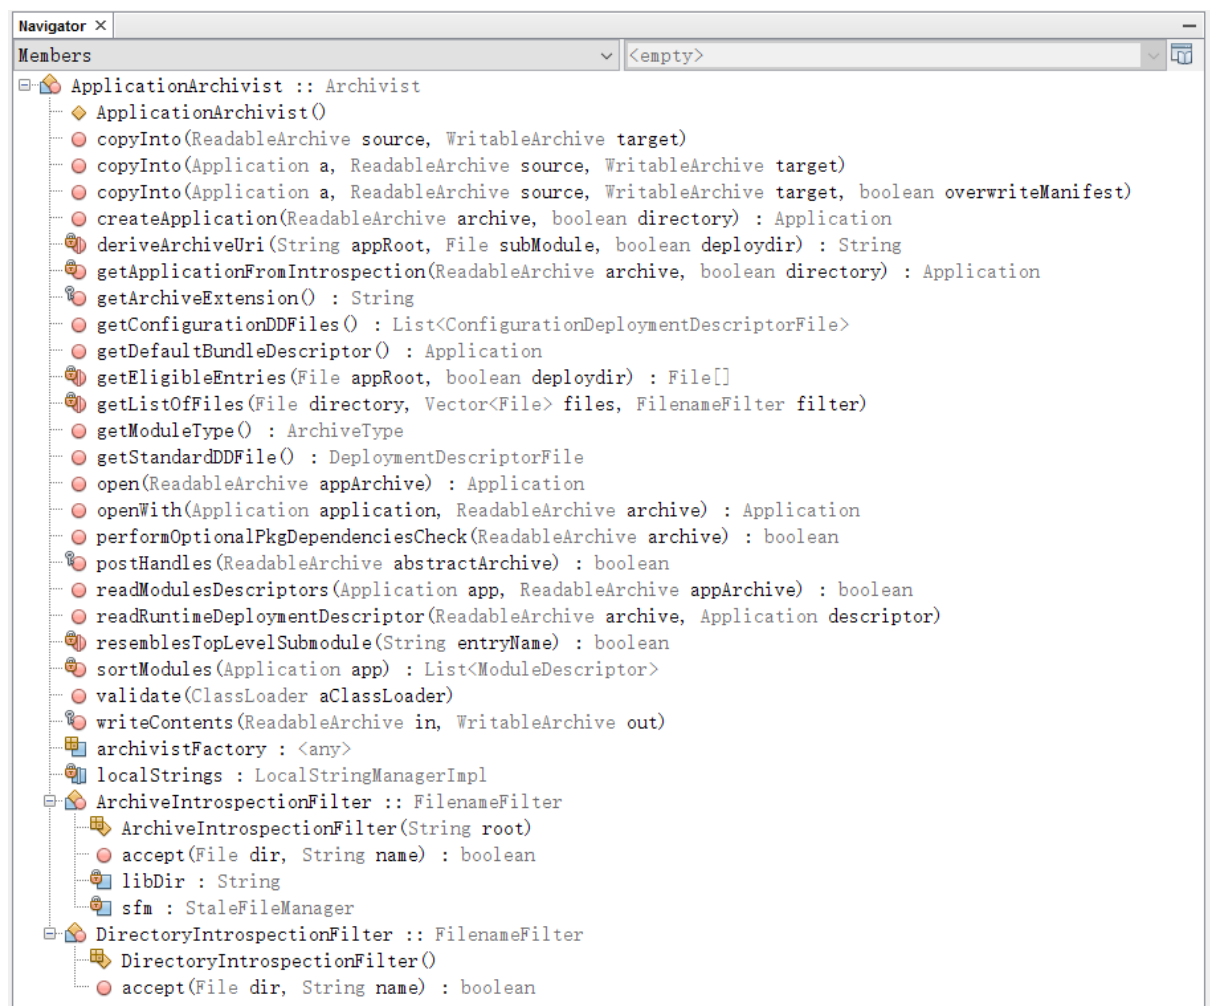 Navigator ×
Members <empty>
ApplicationArchivist :: Archivist
ApplicationArchivist()
copyInto(ReadableArchive source, WritableArchive target)
copyInto(Application a, ReadableArchive source, WritableArchive target)
copyInto(Application a, ReadableArchive source, WritableArchive target, boolean overwriteManifest)
createApplication(ReadableArchive archive, boolean directory) : Application
deriveArchiveUri(String appRoot, File subModule, boolean deploydir) : String
getApplicationFromIntrospection(ReadableArchive archive, boolean directory) : Application
getArchiveExtension() : String
getConfigurationDDFiles() : List<ConfigurationDeploymentDescriptorFile>
getDefaultBundleDescriptor() : Application
getEligibleEntries(File appRoot, boolean deploydir) : File[]
getListOfFiles(File directory, Vector<File> files, FilenameFilter filter)
getModuleType() : ArchiveType
getStandardDDFile() : DeploymentDescriptorFile
open(ReadableArchive appArchive) : Application
openWith(Application application, ReadableArchive archive) : Application
performOptionalPkgDependenciesCheck(ReadableArchive archive) : boolean
postHandles(ReadableArchive abstractArchive) : boolean
readModulesDescriptors(Application app, ReadableArchive appArchive) : boolean
readRuntimeDeploymentDescriptor(ReadableArchive archive, Application descriptor)
resemblesTopLevelSubmodule(String entryName) : boolean
sortModules(Application app) : List<ModuleDescriptor>
validate(ClassLoader aClassLoader)
writeContents(ReadableArchive in, WritableArchive out)
archivistFactory : <any>
localStrings : LocalStringManagerImpl
ArchiveIntrospectionFilter :: FilenameFilter
ArchiveIntrospectionFilter(String root)
accept(File dir, String name) : boolean
libDir : String
sfm : StaleFileManager
DirectoryIntrospectionFilter :: FilenameFilter
DirectoryIntrospectionFilter()
accept(File dir, String name) : boolean